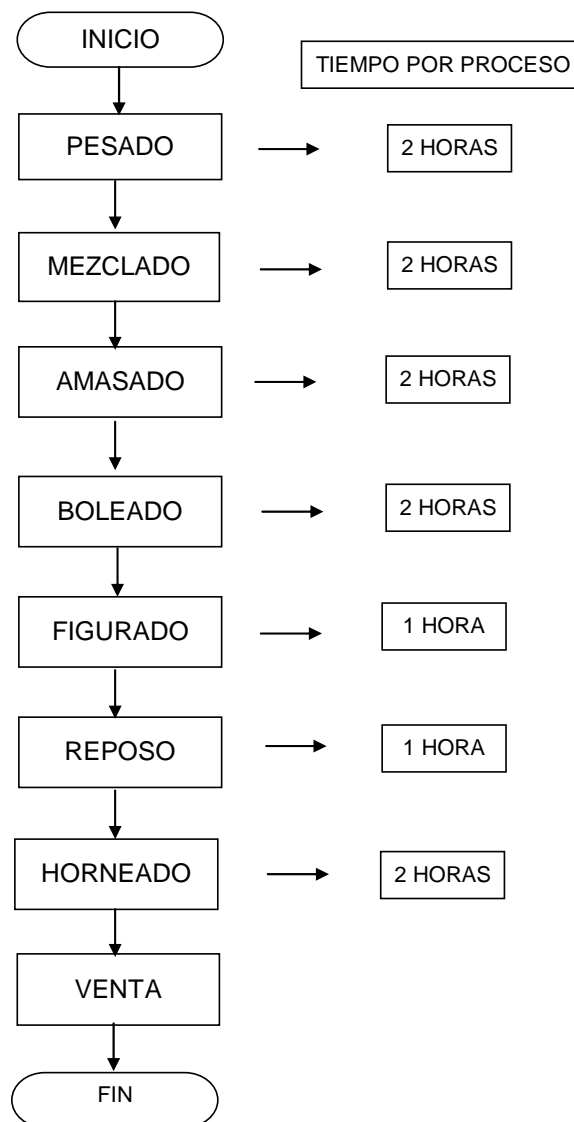 INICIO
TIEMPO POR PROCESO
PESADO
2 HORAS
MEZCLADO
2 HORAS
AMASADO
2 HORAS
BOLEADO
2 HORAS
FIGURADO
1 HORA
REPOSO
1 HORA
HORNEADO
2 HORAS
VENTA
FIN